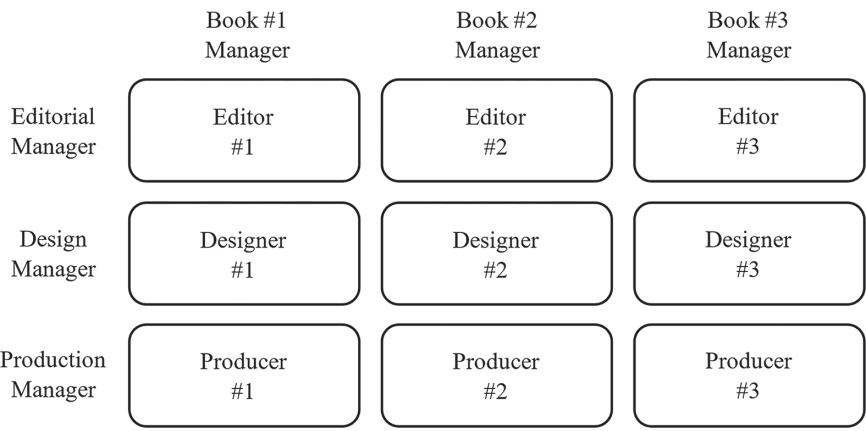 Book #1
Manager
Book #2
Manager
Book #3
Manager
Editorial
Manager
Editor
#1
Editor
#2
Editor
#3
Design
Manager
Designer
#1
Designer
#2
Designer
#3
Production
Manager
Producer
#1
Producer
#2
Producer
#3